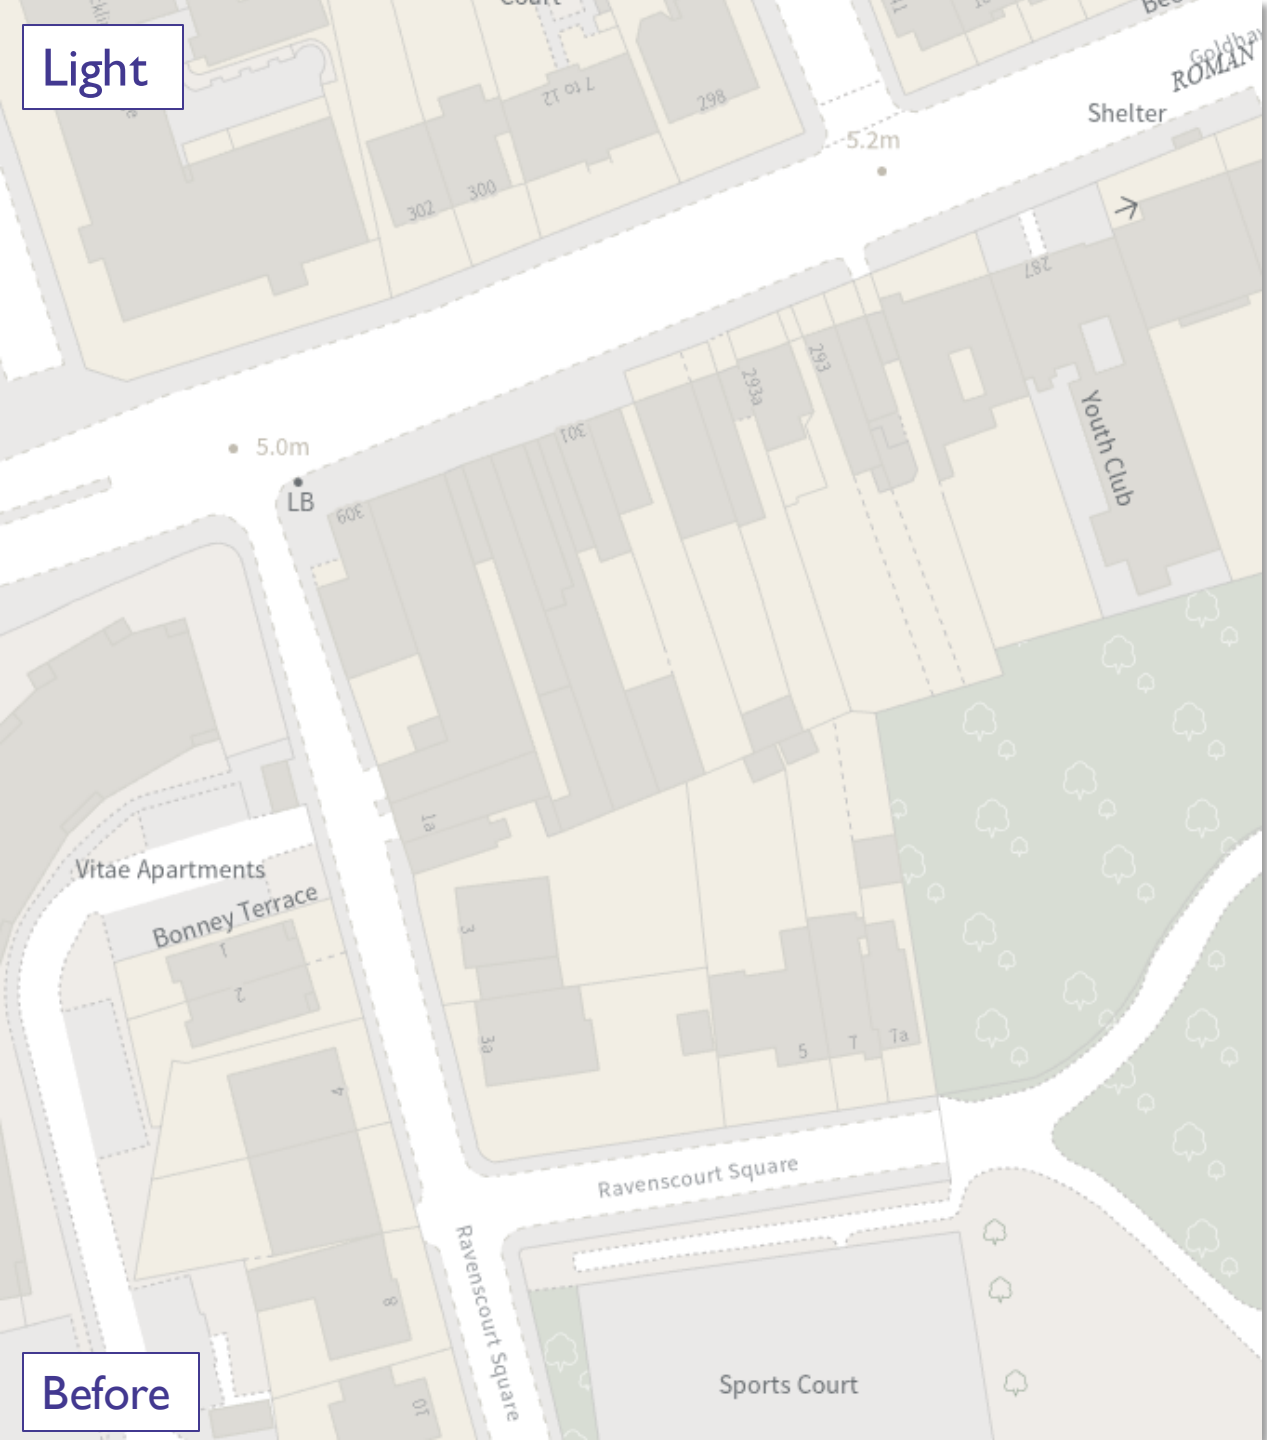 Light
Court
7 to 12
298
Shelter
ROMAN
5.2m
302
300
287
293
293a
301
Youth Club
5.0m
LB
309
1a
Vitae Apartments
Bonney Terrace
1
2
3
3a
5
7
7a
4
Ravenscourt Square
Ravenscourt Square
8
Before
10
Sports Court